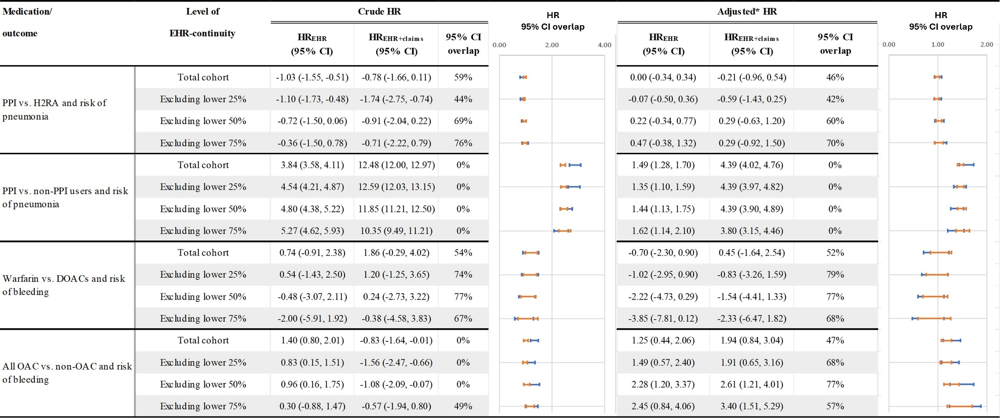 Medication/ outcome Level of EHR-continuity Crude HR HR 95% CI overlap Adjusted* HR HR 95% CI overlap
HR_EHR (95% CI) HR_EHR+claims (95% CI) 95% CI overlap 0.00 2.00 4.00 HR_EHR (95% CI) HR_EHR+claims (95% CI) 95% CI overlap 0.00 1.00 2.00
PPI vs. H2RA and risk of pneumonia
Total cohort -1.03 (-1.55, -0.51) -0.78 (-1.66, 0.11) 59% 0.00 (-0.34, 0.34) -0.21 (-0.96, 0.54) 46%
Excluding lower 25% -1.10 (-1.73, -0.48) -1.74 (-2.75, -0.74) 44% -0.07 (-0.50, 0.36) -0.59 (-1.43, 0.25) 42%
Excluding lower 50% -0.72 (-1.50, 0.06) -0.91 (-2.04, 0.22) 69% 0.22 (-0.34, 0.77) 0.29 (-0.63, 1.20) 60%
Excluding lower 75% -0.36 (-1.50, 0.78) -0.71 (-2.22, 0.79) 76% 0.47 (-0.38, 1.32) 0.29 (-0.92, 1.50) 70%
PPI vs. non-PPI users and risk of pneumonia
Total cohort 3.84 (3.58, 4.11) 12.48 (12.00, 12.97) 0% 1.49 (1.28, 1.70) 4.39 (4.02, 4.76) 0%
Excluding lower 25% 4.54 (4.21, 4.87) 12.59 (12.03, 13.15) 0% 1.35 (1.10, 1.59) 4.39 (3.97, 4.82) 0%
Excluding lower 50% 4.80 (4.38, 5.22) 11.85 (11.21, 12.50) 0% 1.44 (1.13, 1.75) 4.39 (3.90, 4.89) 0%
Excluding lower 75% 5.27 (4.62, 5.93) 10.35 (9.49, 11.21) 0% 1.62 (1.14, 2.10) 3.80 (3.15, 4.46) 0%
Warfarin vs. DOACs and risk of bleeding
Total cohort 0.74 (-0.91, 2.38) 1.86 (-0.29, 4.02) 54% -0.70 (-2.30, 0.90) 0.45 (-1.64, 2.54) 52%
Excluding lower 25% 0.54 (-1.43, 2.50) 1.20 (-1.25, 3.65) 74% -1.02 (-2.95, 0.90) -0.83 (-3.26, 1.59) 79%
Excluding lower 50% -0.48 (-3.07, 2.11) 0.24 (-2.73, 3.22) 77% -2.22 (-4.73, 0.29) -1.54 (-4.41, 1.33) 77%
Excluding lower 75% -2.00 (-5.91, 1.92) -0.38 (-4.58, 3.83) 67% -3.85 (-7.81, 0.12) -2.33 (-6.47, 1.82) 68%
All OAC vs. non-OAC and risk of bleeding
Total cohort 1.40 (0.80, 2.01) -0.83 (-1.64, -0.01) 0% 1.25 (0.44, 2.06) 1.94 (0.84, 3.04) 47%
Excluding lower 25% 0.83 (0.15, 1.51) -1.56 (-2.47, -0.66) 0% 1.49 (0.57, 2.40) 1.91 (0.65, 3.16) 68%
Excluding lower 50% 0.96 (0.16, 1.75) -1.08 (-2.09, -0.07) 0% 2.28 (1.20, 3.37) 2.61 (1.21, 4.01) 77%
Excluding lower 75% 0.30 (-0.88, 1.47) -0.57 (-1.94, 0.80) 49% 2.45 (0.84, 4.06) 3.40 (1.51, 5.29) 57%